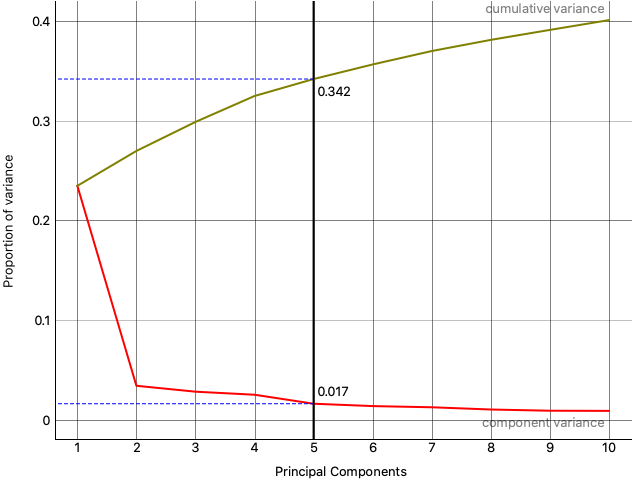 cumulative variance
0.4
0.342
0.3
Proportion of variance
0.2
0.1
0.017
0
component variance
1 2 3 4 5 6 7 8 9 10
Principal Components